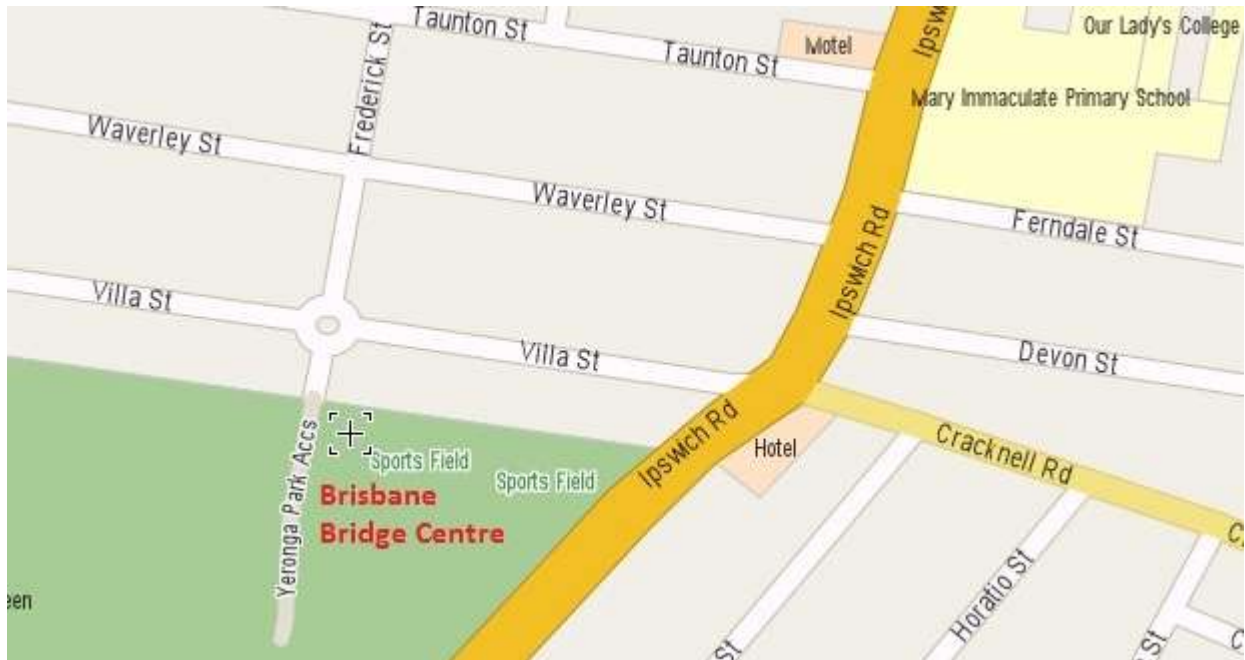 Taunton St
Frederick St
Taunton St
Motel
Ipsw
Our Lady's College
Mary Immaculate Primary School
Waverley St
Waverley St
Ipswich Rd
Ferndale St
Villa St
Villa St
Devon St
Ipswich Rd
Hotel
Cracknell Rd
Yeronga Park Accs
Sports Field
Sports Field
Brisbane
Bridge Centre
Horatio St
een
St
St
C
C